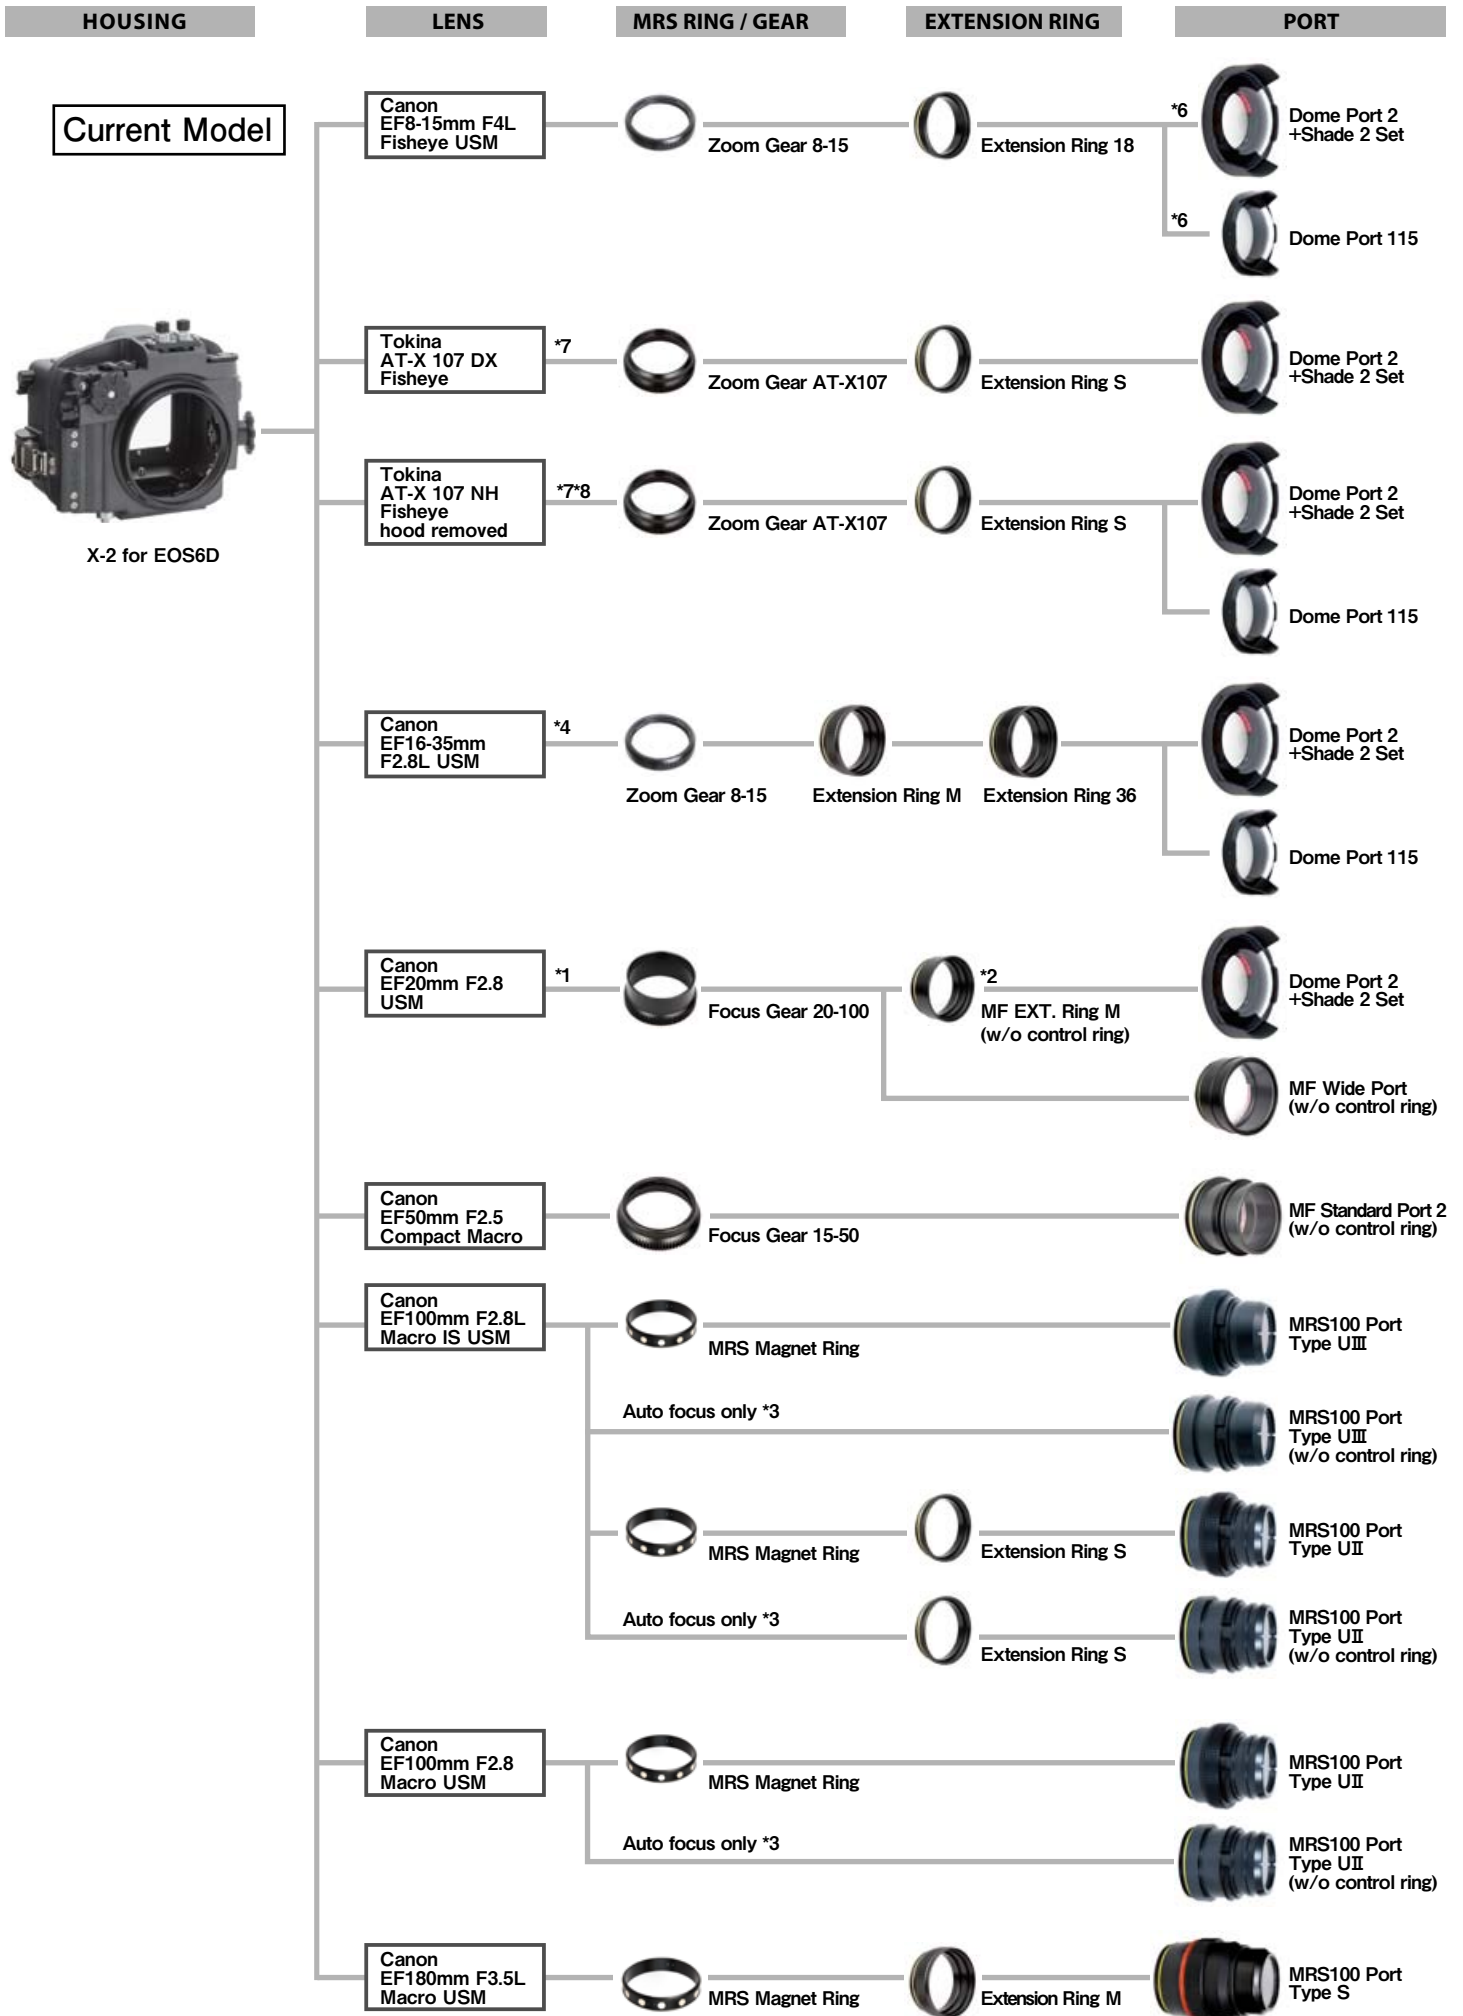 HOUSING LENS MRS RING / GEAR EXTENSION RING PORT
Current Model
X-2 for EOS6D
Canon
EF8-15mm F4L
Fisheye USM
Zoom Gear 8-15
Extension Ring 18
*6
Dome Port 2
+Shade 2 Set
*6
Dome Port 115
Tokina
AT-X 107 DX
Fisheye
*7
Zoom Gear AT-X107
Extension Ring S
Dome Port 2
+Shade 2 Set
Tokina
AT-X 107 NH
Fisheye
hood removed
*7*8
Zoom Gear AT-X107
Extension Ring S
Dome Port 2
+Shade 2 Set
Dome Port 115
Canon
EF16-35mm
F2.8L USM
*4
Zoom Gear 8-15
Extension Ring M
Extension Ring 36
Dome Port 2
+Shade 2 Set
Dome Port 115
Canon
EF20mm F2.8
USM
*1
Focus Gear 20-100
*2
MF EXT. Ring M
(w/o control ring)
Dome Port 2
+Shade 2 Set
MF Wide Port
(w/o control ring)
Canon
EF50mm F2.5
Compact Macro
Focus Gear 15-50
MF Standard Port 2
(w/o control ring)
Canon
EF100mm F2.8L
Macro IS USM
MRS Magnet Ring
MRS100 Port
Type UⅢ
Auto focus only *3
MRS100 Port
Type UⅢ
(w/o control ring)
MRS Magnet Ring
Extension Ring S
MRS100 Port
Type UⅡ
Auto focus only *3
Extension Ring S
MRS100 Port
Type UⅡ
(w/o control ring)
Canon
EF100mm F2.8
Macro USM
MRS Magnet Ring
MRS100 Port
Type UⅡ
Auto focus only *3
MRS100 Port
Type UⅡ
(w/o control ring)
Canon
EF180mm F3.5L
Macro USM
MRS Magnet Ring
Extension Ring M
MRS100 Port
Type S